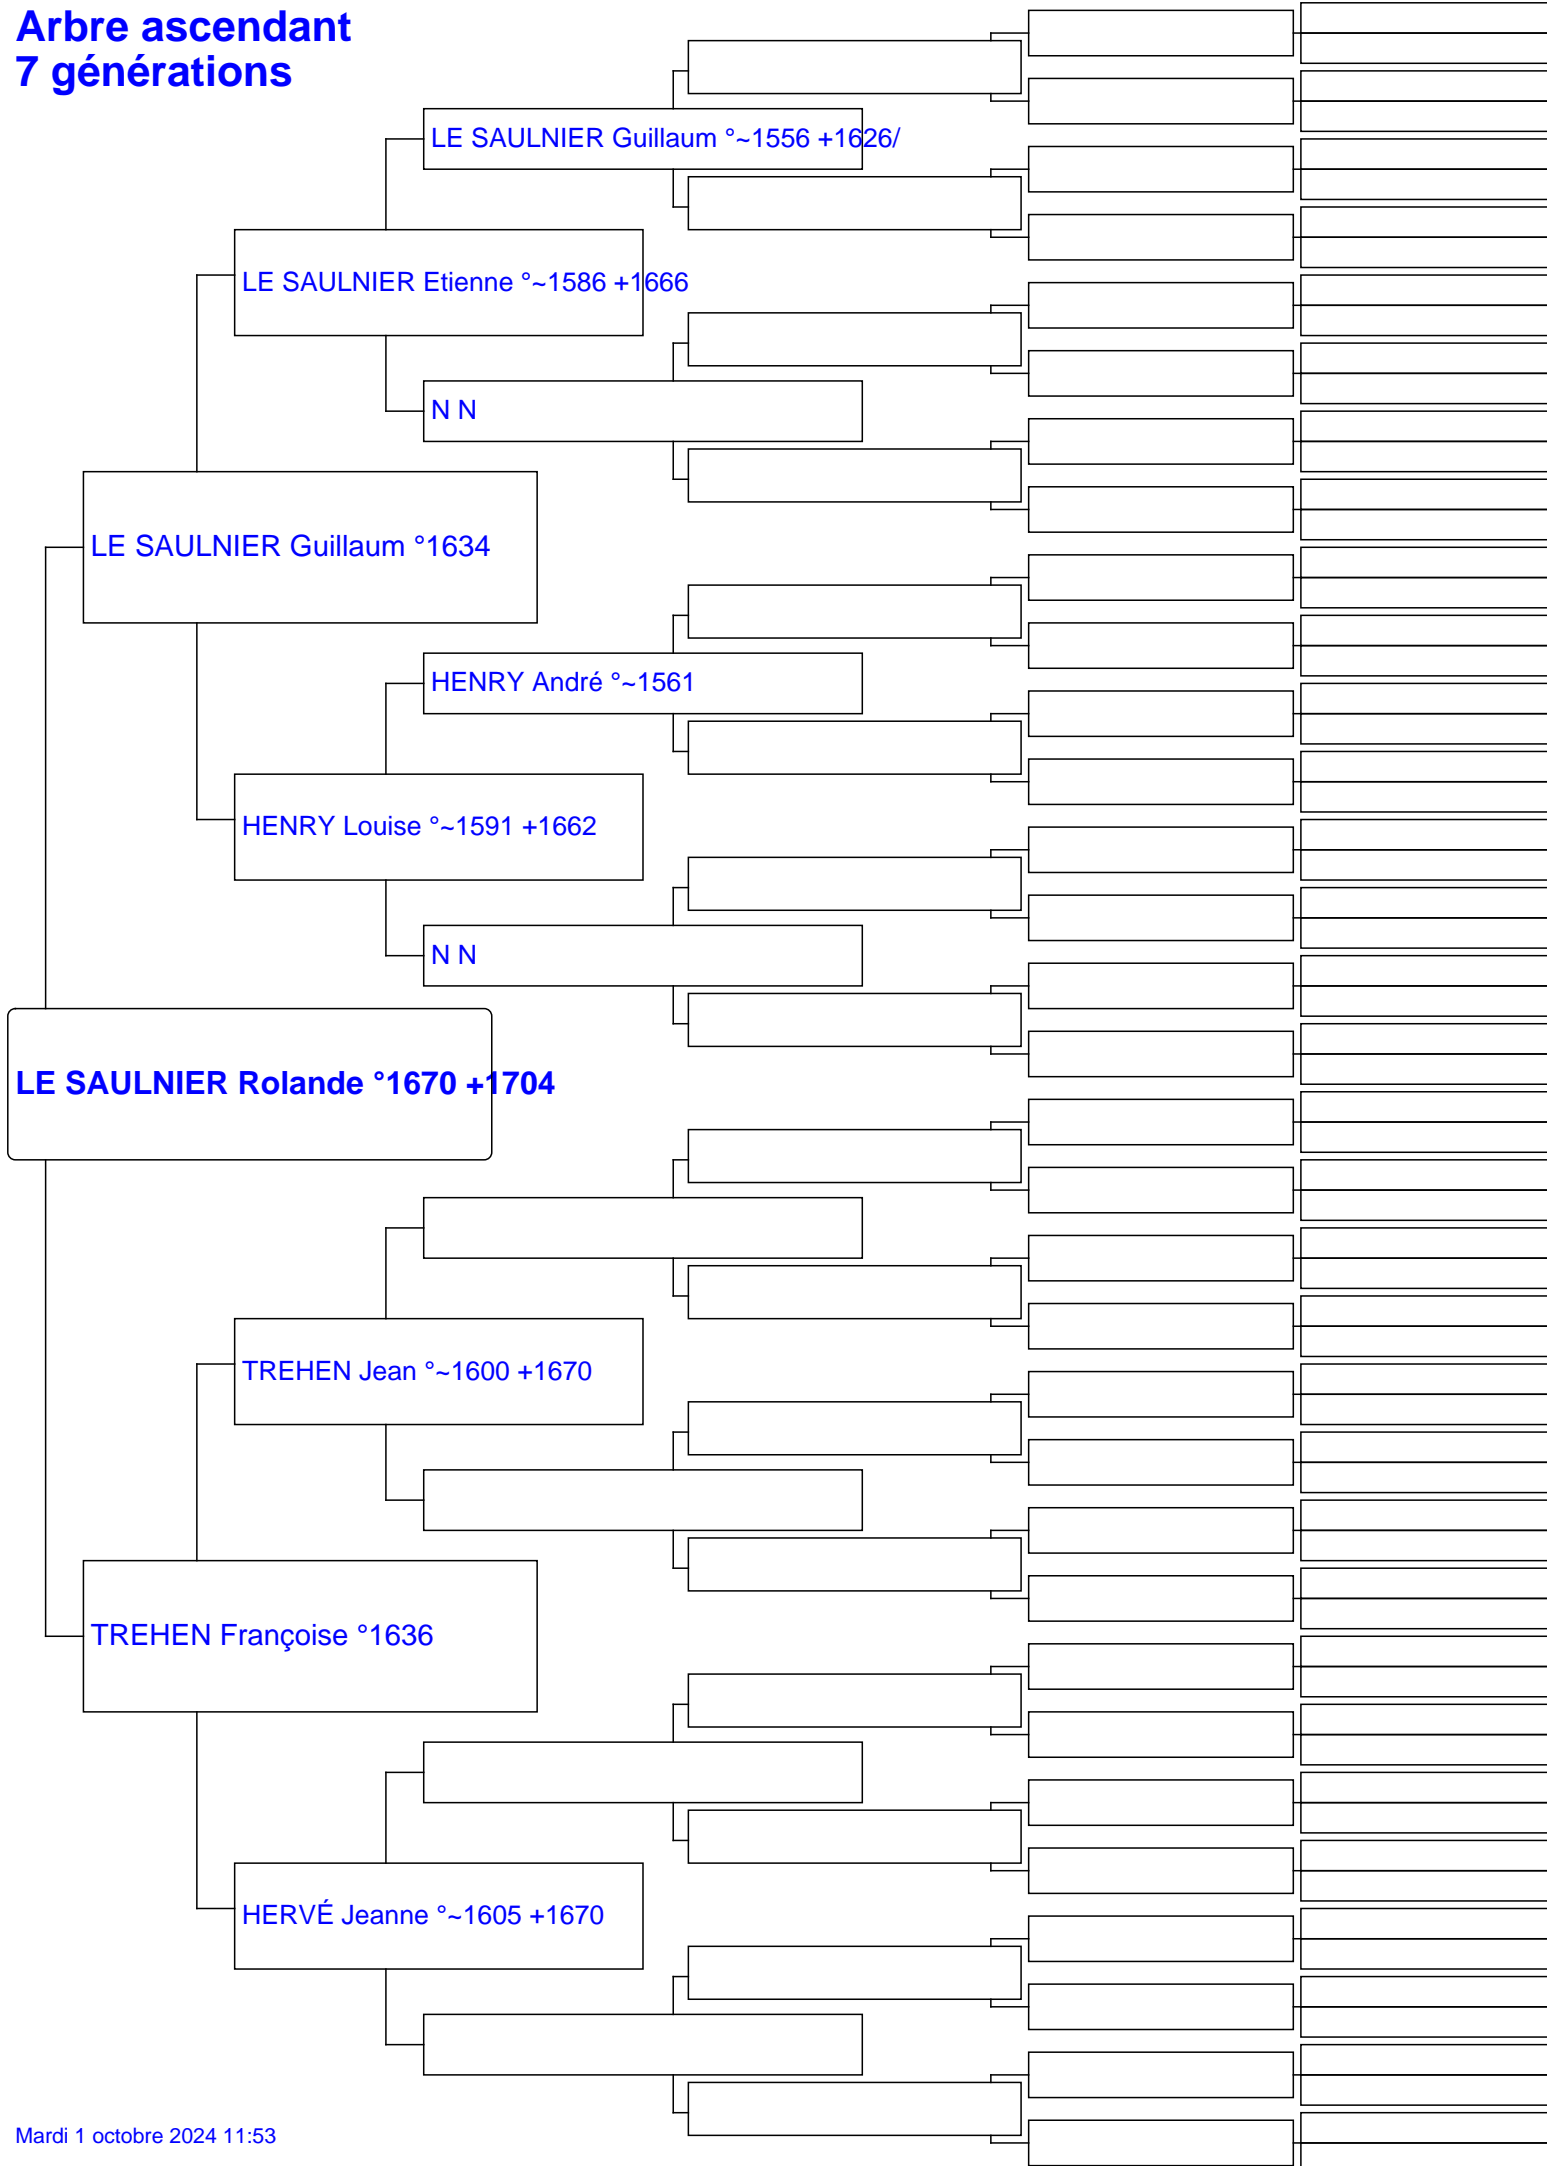 Arbre ascendant
7 générations
LE SAULNIER Guillaum °~1556 +1626/
LE SAULNIER Etienne °~1586 +1666
N N
LE SAULNIER Guillaum °1634
HENRY André °~1561
HENRY Louise °~1591 +1662
N N
LE SAULNIER Rolande °1670 +1704
TREHEN Jean °~1600 +1670
TREHEN Françoise °1636
HERVÉ Jeanne °~1605 +1670
Mardi 1 octobre 2024 11:53